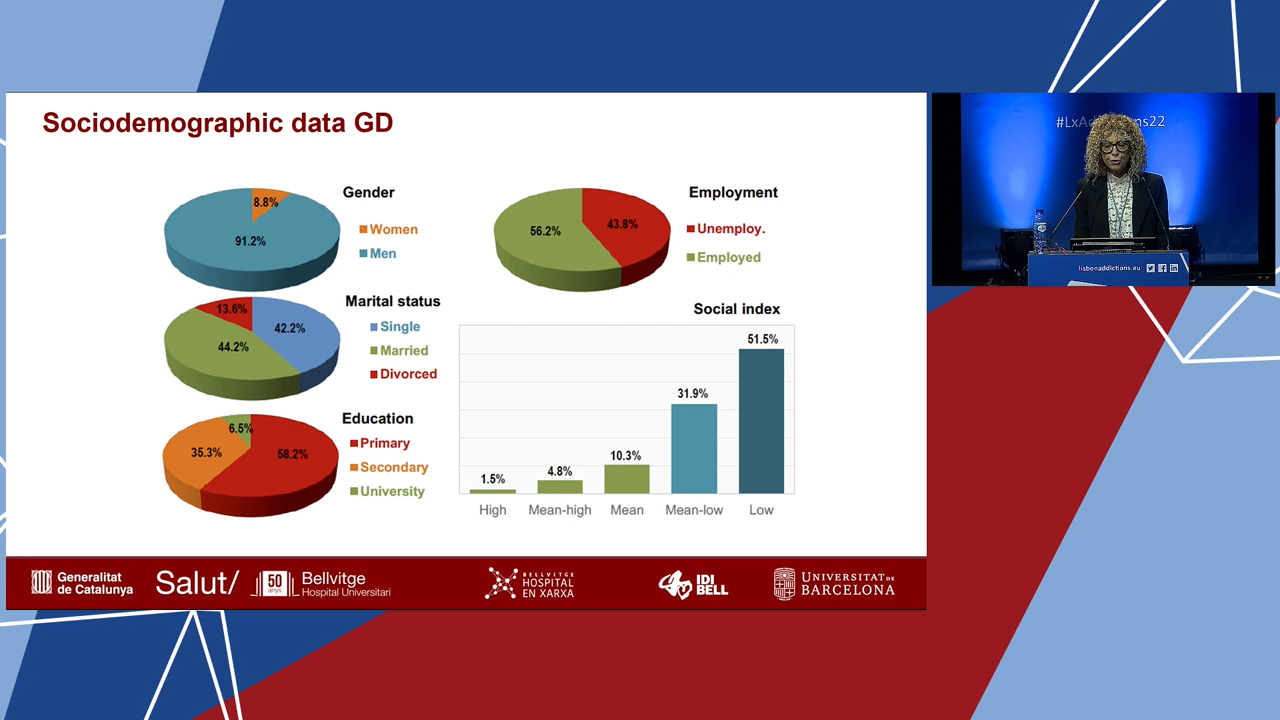 Sociodemographic data GD
Gender
8.8%
91.2%
Women
Men
Marital status
13.6%
42.2%
44.2%
Single
Married
Divorced
Education
6.5%
35.3%
58.2%
Primary
Secondary
University
Employment
56.2%
43.8%
Unemploy.
Employed
Social index
51.5%
31.9%
10.3%
4.8%
1.5%
High
Mean-high
Mean
Mean-low
Low
Generalitat
de Catalunya
Salut/
50
anys
Bellvitge
Hospital Universitari
BELLVITGE
HOSPITAL
EN XARXA
IDI
BELL
UNIVERSITAT DE
BARCELONA
#LxAd ns22
lisbonaddictions.eu